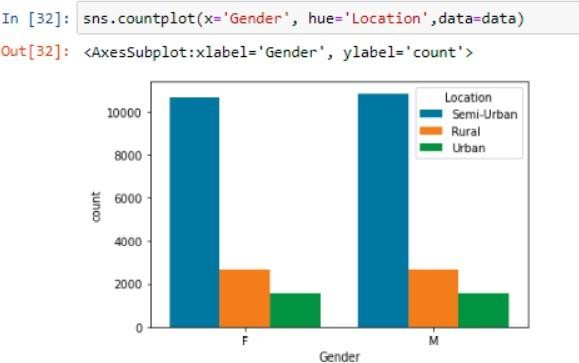 In [32]: sns.countplot(x='Gender', hue='Location',data=data)
Out[32]: <AxesSubplot:xlabel='Gender', ylabel='count'>
Location
Semi-Urban
Rural
Urban
10000
8000
6000
4000
2000
0
count
F
M
Gender